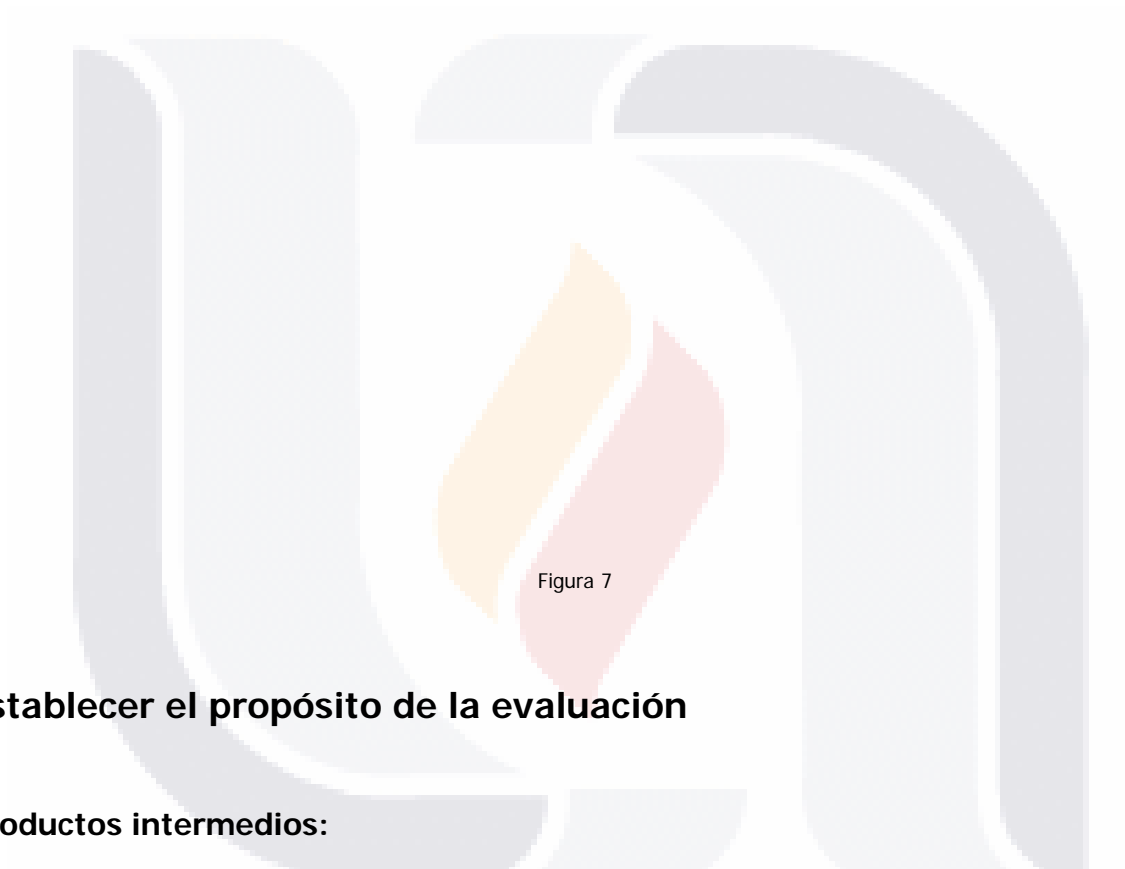 Figura 7
stablecer el propósito de la evaluación
oductos intermedios: